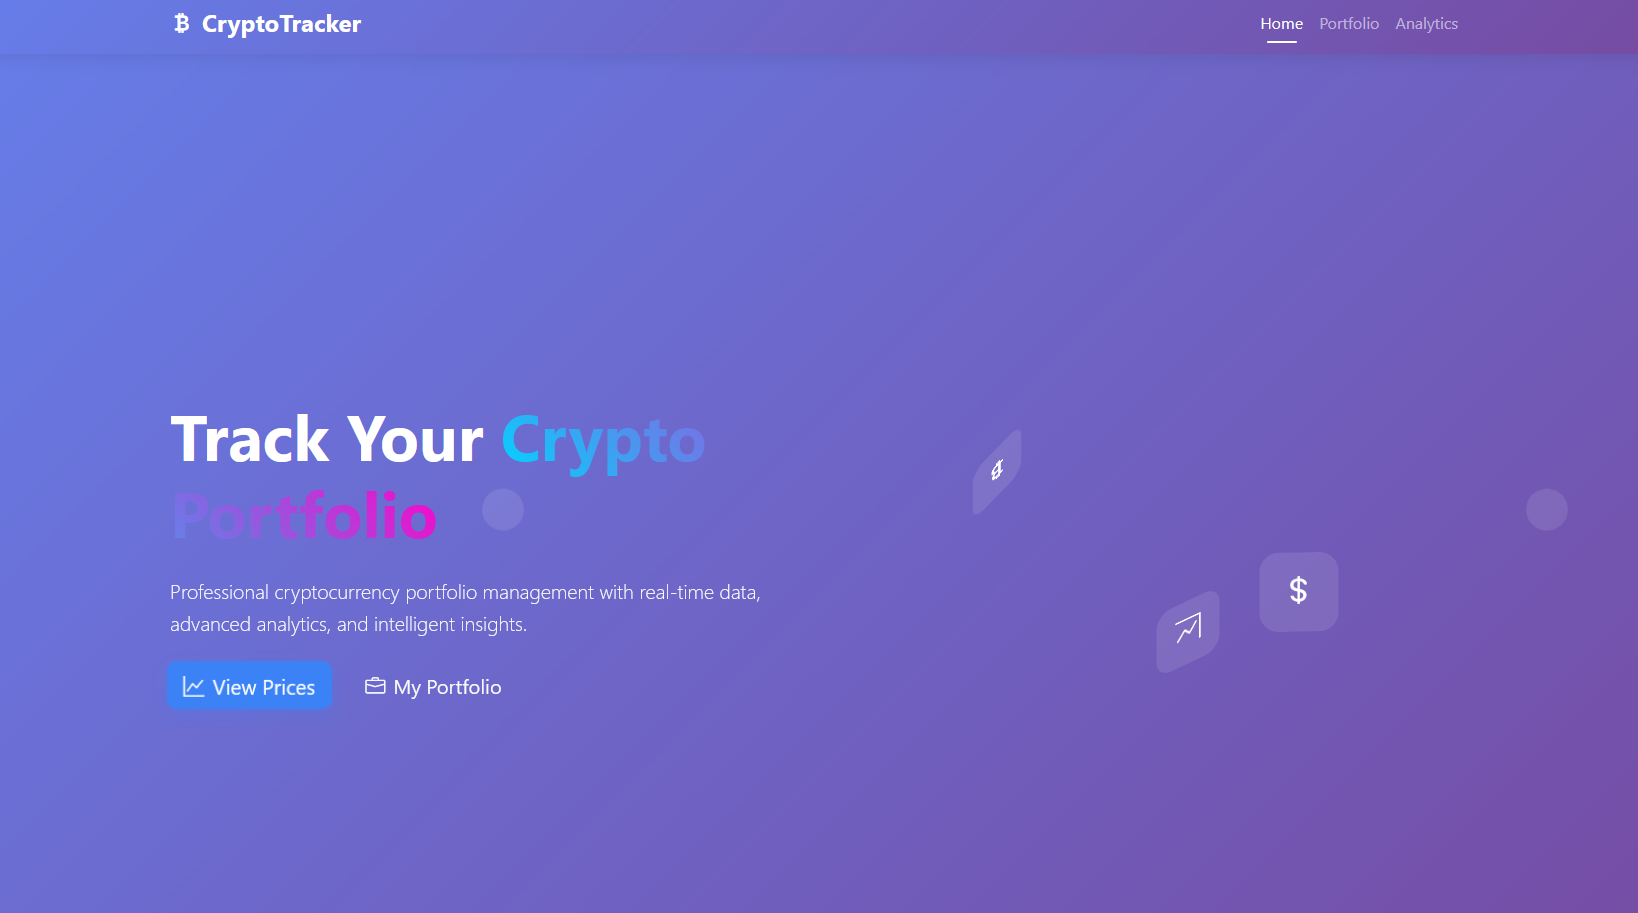 CryptoTracker
Home Portfolio Analytics
Track Your Crypto
Portfolio
$
Professional cryptocurrency portfolio management with real-time data,
advanced analytics, and intelligent insights.
View Prices
My Portfolio